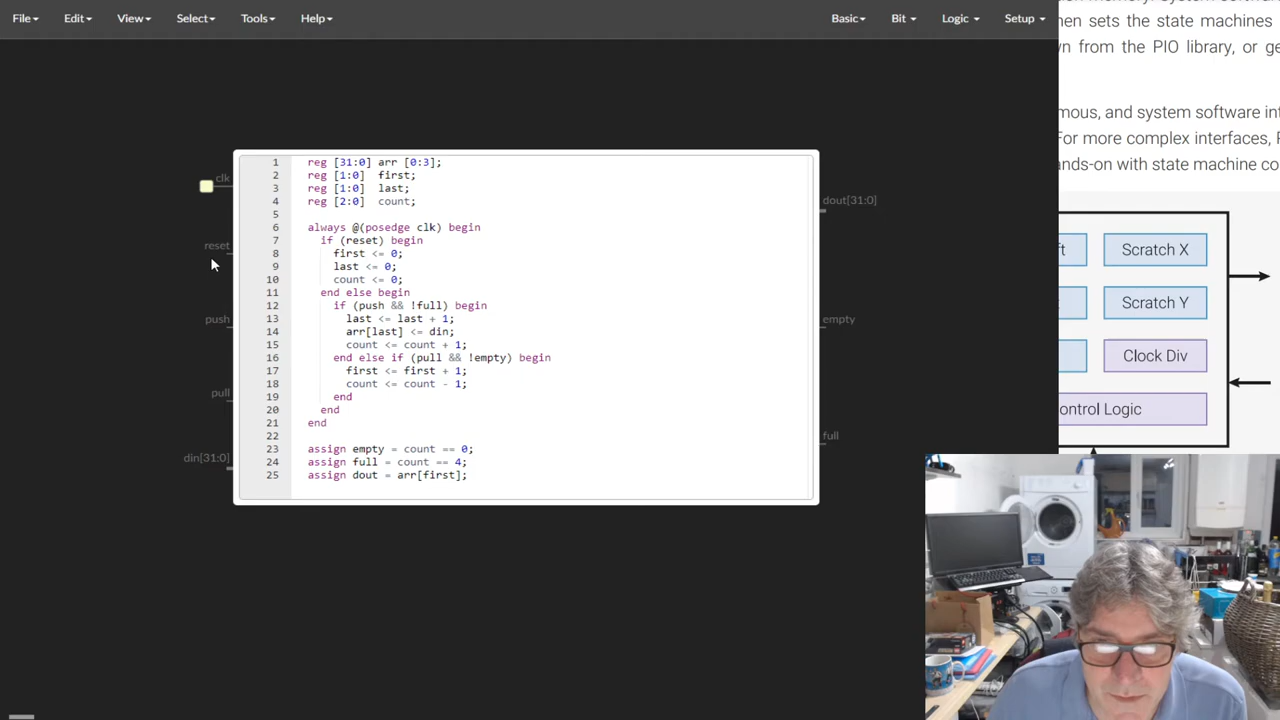 File Edit View Select Tools Help Basic Bit Logic Setup
hen sets the state machines
wn from the PIO library, or ge
mous, and system software int
For more complex interfaces, P
ands-on with state machine co
clk
reset
push
pull
din[31:0]
1 reg [31:0] arr [0:3];
2 reg [1:0] first;
3 reg [1:0] last;
4 reg [2:0] count;
5
6 always @(posedge clk) begin
7 if (reset) begin
8 first <= 0;
9 last <= 0;
10 count <= 0;
11 end else begin
12 if (push && !full) begin
13 last <= last + 1;
14 arr[last] <= din;
15 count <= count + 1;
16 end else if (pull && !empty) begin
17 first <= first + 1;
18 count <= count - 1;
19 end
20 end
21 end
22
23 assign empty = count == 0;
24 assign full = count == 4;
25 assign dout = arr[first];
dout[31:0]
empty
full
ft
Scratch X
Scratch Y
Clock Div
ontrol Logic